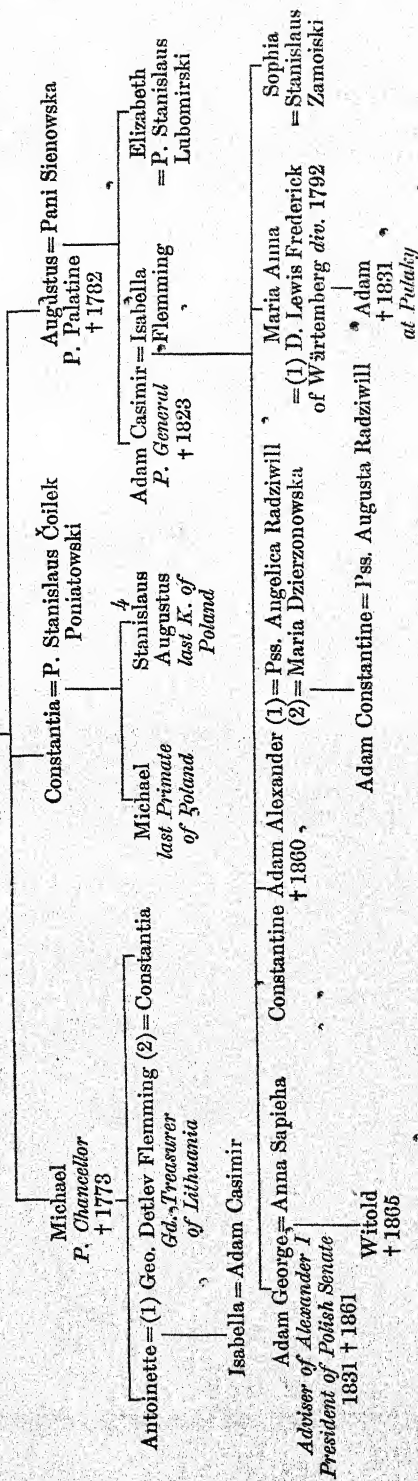 Michael
P. Chancellor
†1773
Constantia=P. Stanislaus Čoilek
Poniatowski
Augustus=Pani Sienowska
P. Palatine
†1782
Antoinette=(1) Geo. Detlev Flemming (2)=Constantia
Gd. Treasurer
of Lithuania
Michael
last Primate
of Poland
Stanislaus
Augustus
last K. of
Poland
Adam Casimir=Isabella
P. General Flemming
†1823
Elizabeth
=P. Stanislaus
Lubomirski
Isabella=Adam Casimir
Adam George=Anna Sapieha
Adviser of Alexander I
President of Polish Senate
1831 †1861
Constantine Adam Alexander (1)=Pss. Angelica Radziwill
†1860 (2)=Maria Dzierzonowska
Maria Anna
=(1) D. Lewis Frederick
of Würtemberg div. 1792
Sophia
=Stanislaus
Zamoiski
Witold
†1865
Adam Constantine=Pss. Augusta Radziwill
Adam
†1831
at Pulaky